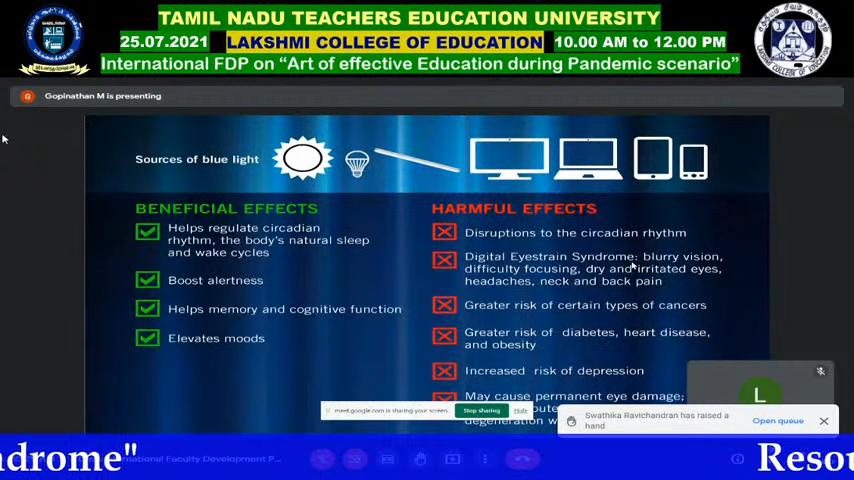 TAMIL NADU TEACHERS EDUCATION UNIVERSITY
25.07.2021 LAKSHMI COLLEGE OF EDUCATION 10.00 AM to 12.00 PM
International FDP on “Art of effective Education during Pandemic scenario”
G Gopinathan M is presenting
Sources of blue light
BENEFICIAL EFFECTS
Helps regulate circadian
rhythm, the body's natural sleep
and wake cycles
Boost alertness
Helps memory and cognitive function
Elevates moods
HARMFUL EFFECTS
Disruptions to the circadian rhythm
Digital Eyestrain Syndrome: blurry vision,
difficulty focusing, dry and irritated eyes,
headaches, neck and back pain
Greater risk of certain types of cancers
Greater risk of diabetes, heart disease,
and obesity
Increased risk of depression
May cause permanent eye damage;
L
meet.google.com is sharing your screen. Stop sharing Hide
Swathika Ravichandran has raised a
hand
Open queue
ndrome" Resou